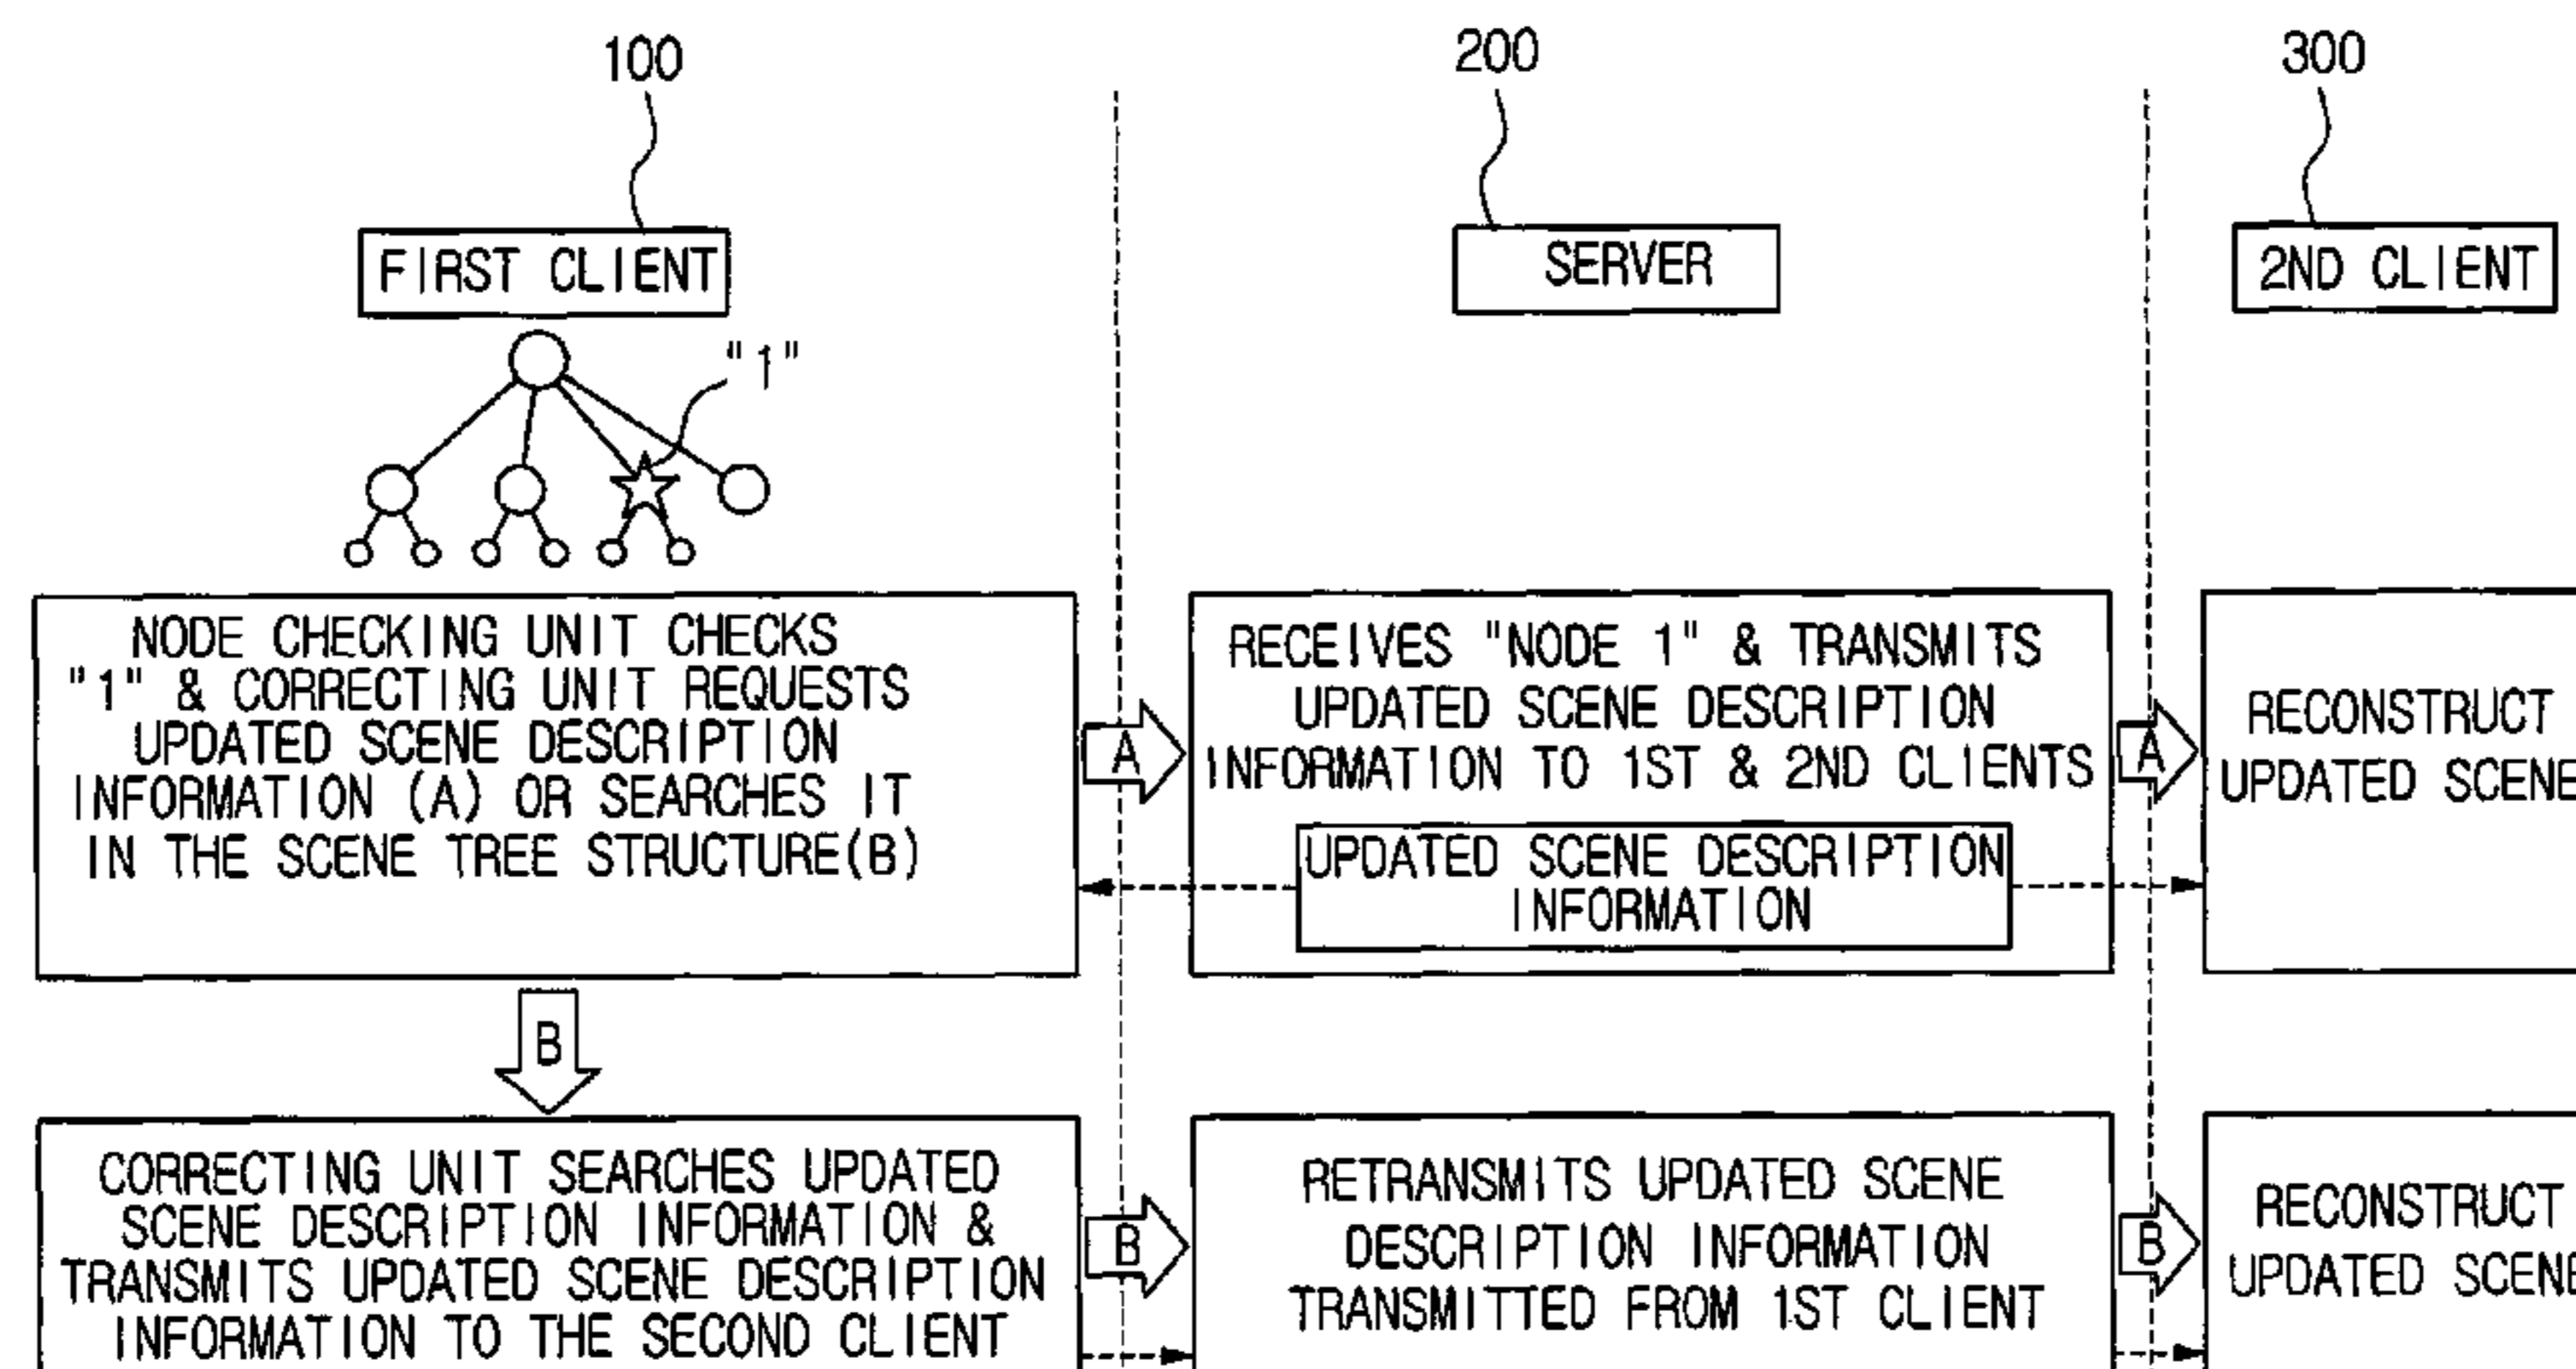 100
200
300
FIRST CLIENT
SERVER
2ND CLIENT
"1"
NODE CHECKING UNIT CHECKS
"1" & CORRECTING UNIT REQUESTS
UPDATED SCENE DESCRIPTION
INFORMATION (A) OR SEARCHES IT
IN THE SCENE TREE STRUCTURE(B)
A
RECEIVES "NODE 1" & TRANSMITS
UPDATED SCENE DESCRIPTION
INFORMATION TO 1ST & 2ND CLIENTS
UPDATED SCENE DESCRIPTION
INFORMATION
A
RECONSTRUCT
UPDATED SCENE
B
CORRECTING UNIT SEARCHES UPDATED
SCENE DESCRIPTION INFORMATION &
TRANSMITS UPDATED SCENE DESCRIPTION
INFORMATION TO THE SECOND CLIENT
B
RETRANSMITS UPDATED SCENE
DESCRIPTION INFORMATION
TRANSMITTED FROM 1ST CLIENT
B
RECONSTRUCT
UPDATED SCENE